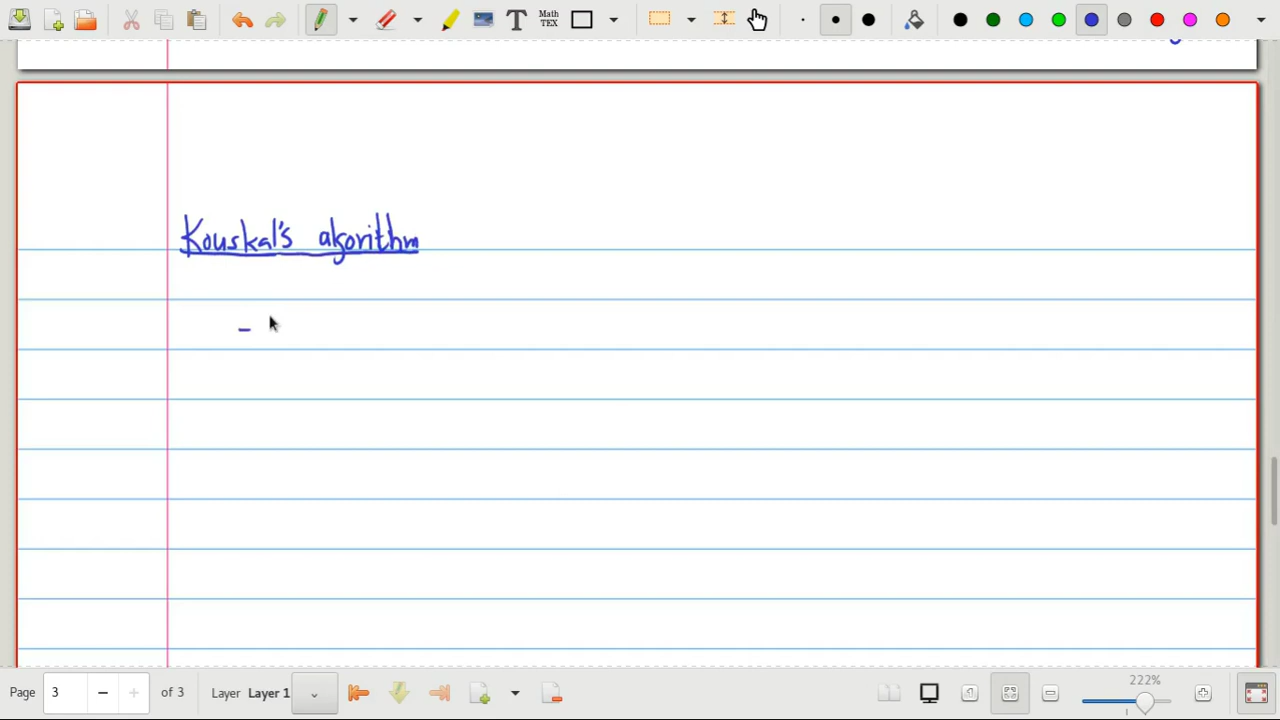 Math
TEX
T
Kouskal's algorithm
-
Page 3 of 3 Layer Layer 1 222%